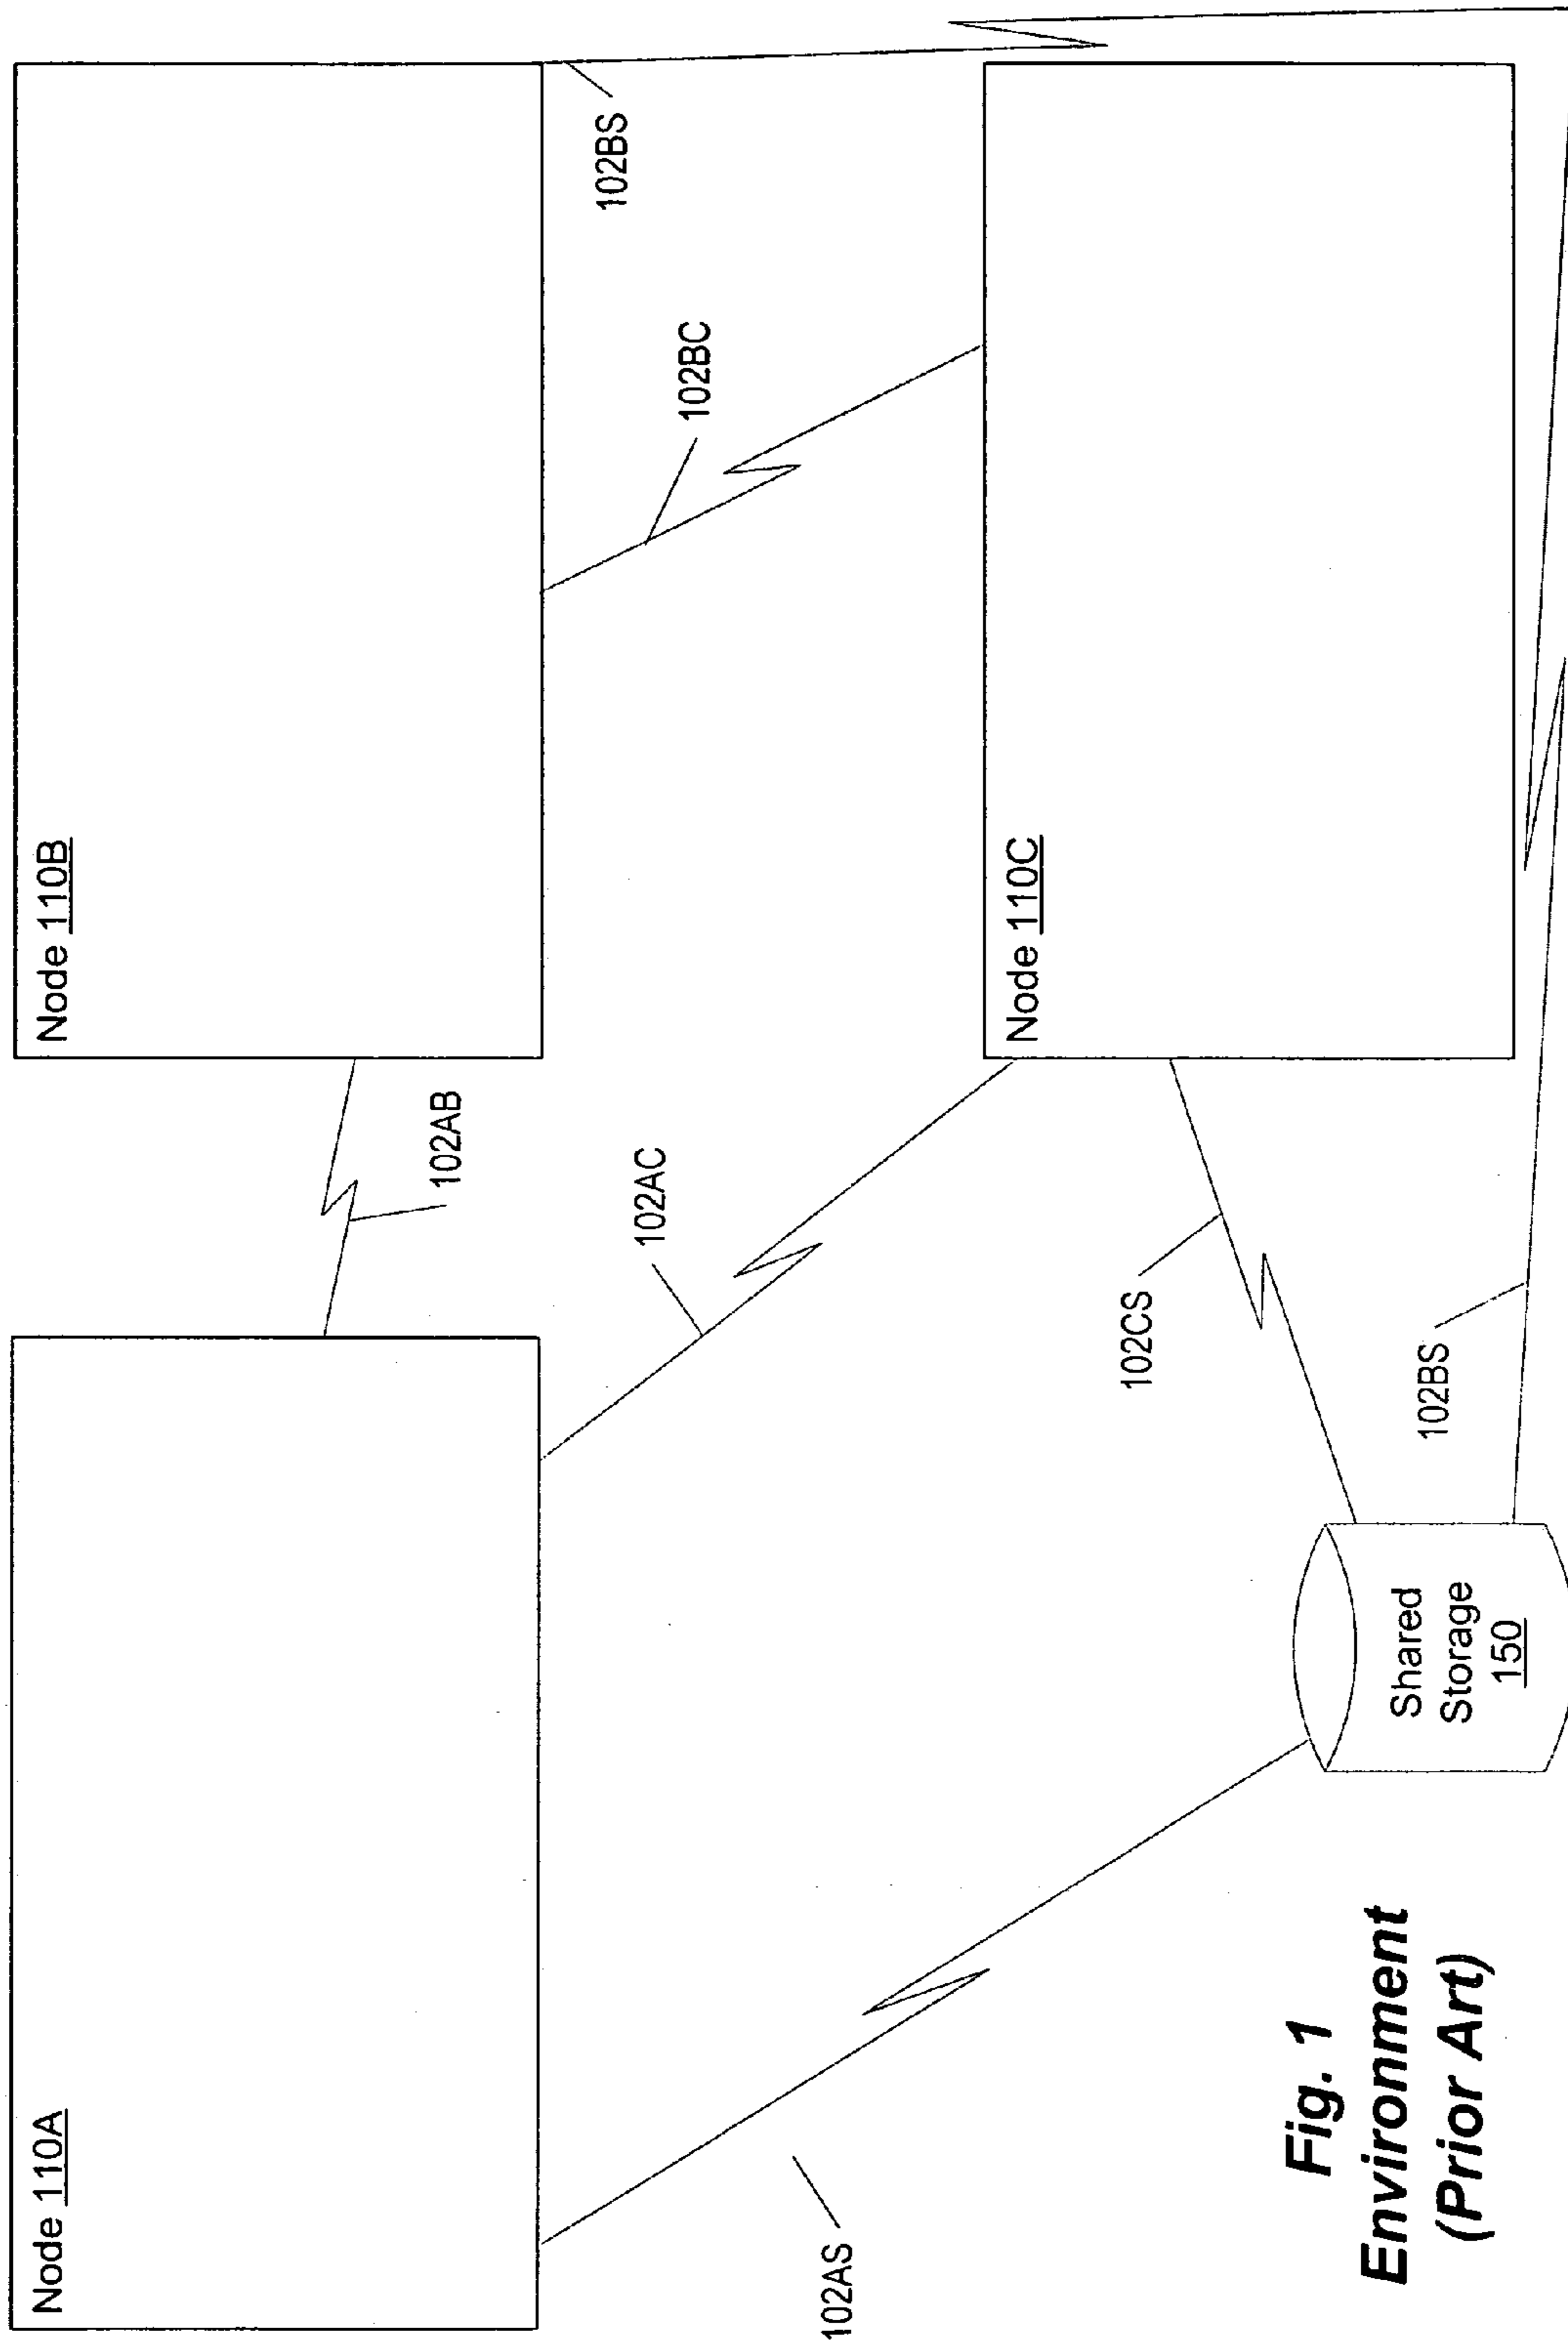 Node 110A
Node 110B
102AB
102BS
102AC
102BC
Node 110C
102AS
102CS
Shared
Storage
150
102BS
Fig. 1
Environment
(Prior Art)